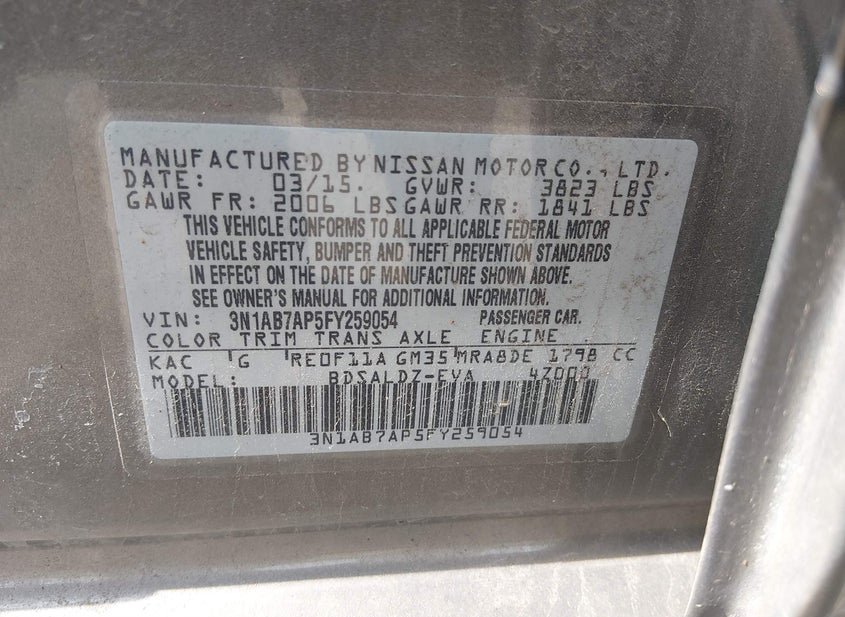 MANUFACTURED BY NISSAN MOTOR CO., LTD.
DATE: 03/15. GVWR: 3823 LBS
GAWR FR: 2006 LBS GAWR RR: 1841 LBS
THIS VEHICLE CONFORMS TO ALL APPLICABLE FEDERAL MOTOR
VEHICLE SAFETY, BUMPER AND THEFT PREVENTION STANDARDS
IN EFFECT ON THE DATE OF MANUFACTURE SHOWN ABOVE.
SEE OWNER'S MANUAL FOR ADDITIONAL INFORMATION.
VIN: 3N1AB7AP5FY259054 PASSENGER CAR.
COLOR TRIM TRANS AXLE ENGINE
KAC G RE0F11A GM35 MRA8DE 1798 CC
MODEL: BDSALDZ-EVA 4Z000
3N1AB7AP5FY259054